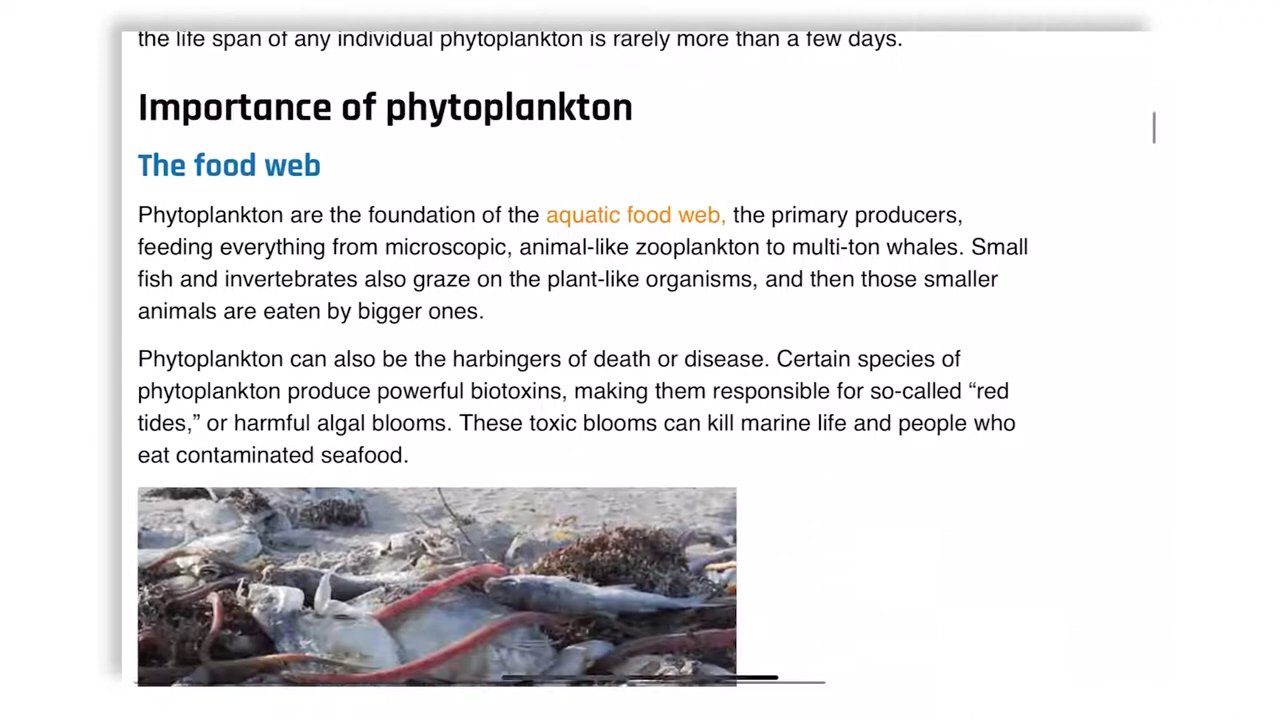 the life span of any individual phytoplankton is rarely more than a few days.
Importance of phytoplankton
The food web
Phytoplankton are the foundation of the aquatic food web, the primary producers,
feeding everything from microscopic, animal-like zooplankton to multi-ton whales. Small
fish and invertebrates also graze on the plant-like organisms, and then those smaller
animals are eaten by bigger ones.
Phytoplankton can also be the harbingers of death or disease. Certain species of
phytoplankton produce powerful biotoxins, making them responsible for so-called “red
tides,” or harmful algal blooms. These toxic blooms can kill marine life and people who
eat contaminated seafood.